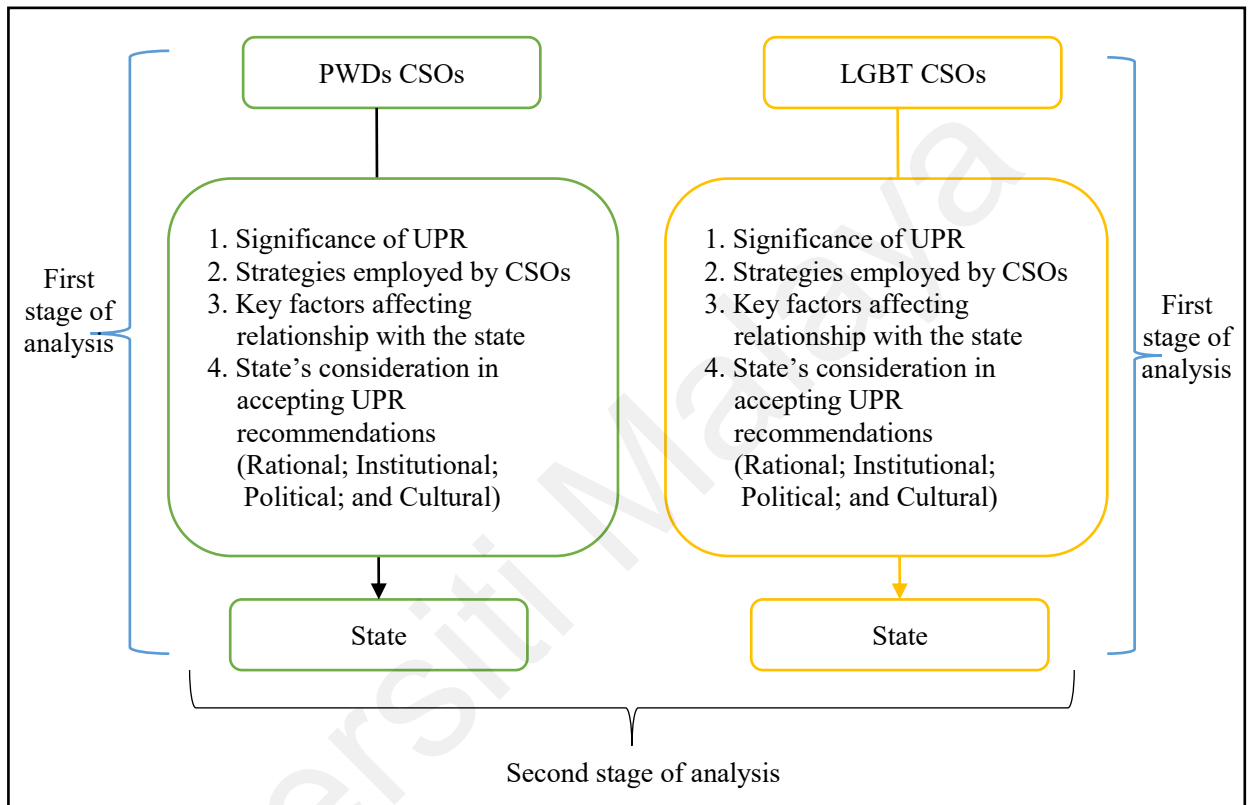 PWDs CSOs
LGBT CSOs
First
stage of
analysis
1. Significance of UPR
2. Strategies employed by CSOs
3. Key factors affecting
relationship with the state
4. State's consideration in
accepting UPR
recommendations
(Rational; Institutional;
Political; and Cultural)
1. Significance of UPR
2. Strategies employed by CSOs
3. Key factors affecting
relationship with the state
4. State's consideration in
accepting UPR
recommendations
(Rational; Institutional;
Political; and Cultural)
First
stage of
analysis
State
State
Second stage of analysis
ersiti Malaya